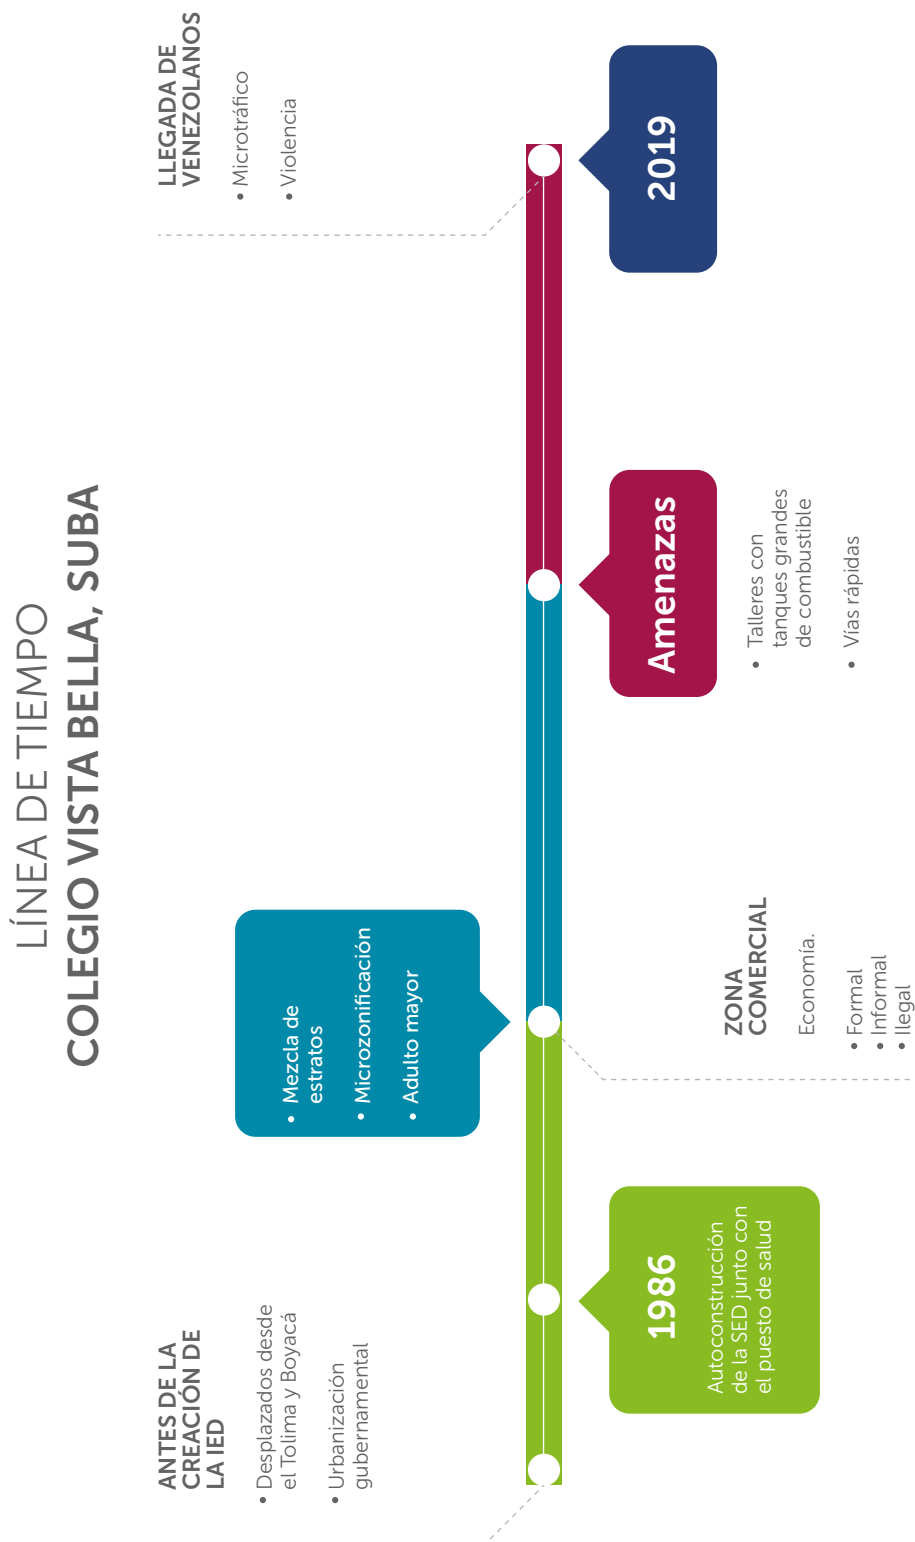 LÍNEA DE TIEMPO
COLEGIO VISTA BELLA, SUBA
ANTES DE LA
CREACIÓN DE
LA IED
• Desplazados desde
el Tolima y Boyacá
• Urbanización
gubernamental
1986
Autoconstrucción
de la SED junto con
el puesto de salud
• Mezcla de
estratos
• Microzonificación
• Adulto mayor
ZONA
COMERCIAL
Economía.
• Formal
• Informal
• Ilegal
Amenazas
• Talleres con
tanques grandes
de combustible
• Vías rápidas
LLEGADA DE
VENEZOLANOS
• Microtráfico
• Violencia
2019